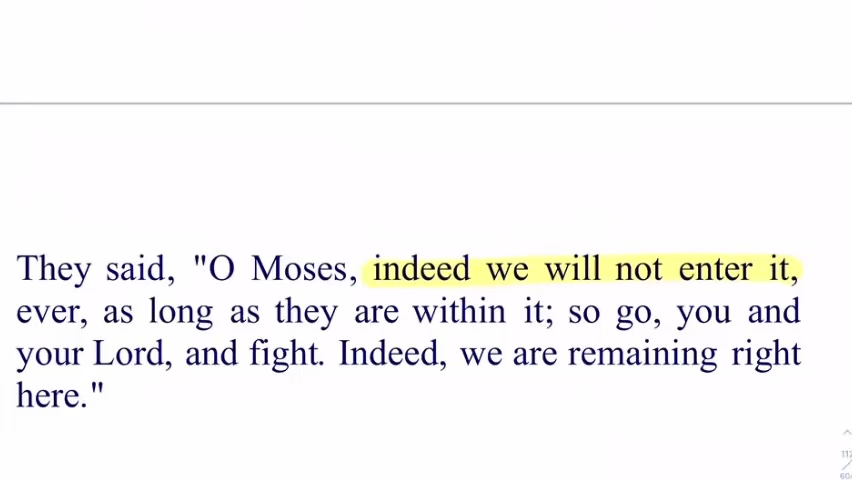 They said, "O Moses, indeed we will not enter it,
ever, as long as they are within it; so go, you and
your Lord, and fight. Indeed, we are remaining right
here."